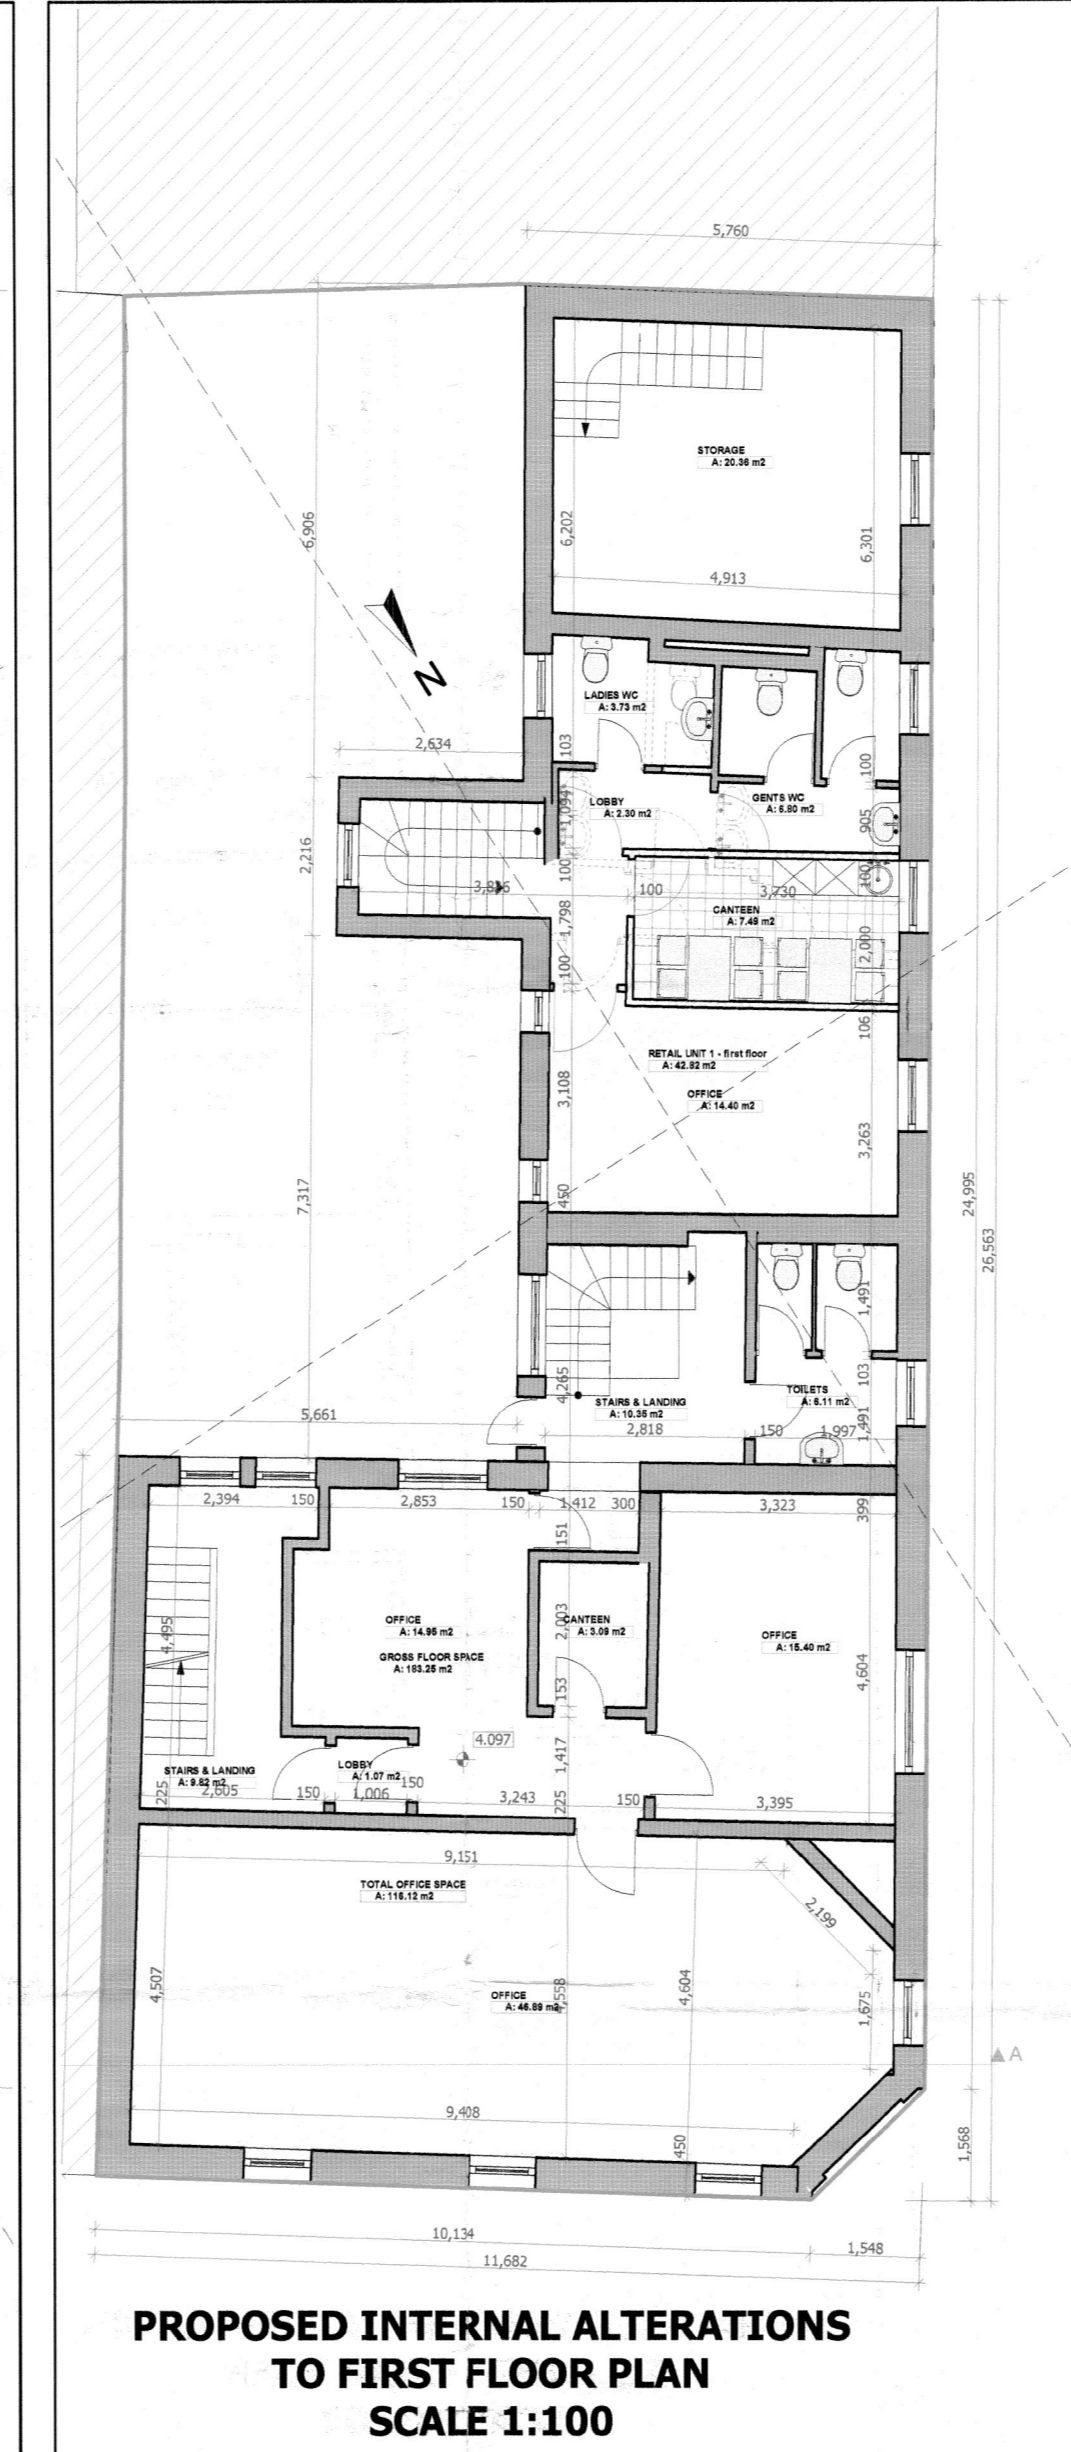 5,760
STORAGE
A: 20.36 m2
6,906
6,202
6,301
4,913
N
LADIES WC
A: 3.73 m2
2,634
103
100
LOBBY
A: 2.30 m2
1,094
GENTS WC
A: 6.80 m2
905
2,216
100
100
100
3,730
CANTEEN
A: 7.49 m2
1,798
2,000
100
106
RETAIL UNIT 1 - first floor
A: 42.82 m2
OFFICE
A: 14.40 m2
3,108
3,263
450
7,317
24,995
26,563
1,491
103
4,265
STAIRS & LANDING
A: 10.35 m2
TOILETS
A: 6.11 m2
5,661
2,818
150
1,997
1,491
2,394
150
2,853
150
1,412
300
3,323
399
151
OFFICE
A: 14.95 m2
CANTEEN
A: 3.09 m2
2,003
OFFICE
A: 15.40 m2
4,495
GROSS FLOOR SPACE
A: 183.25 m2
4,604
153
4.097
1,417
STAIRS & LANDING
A: 9.82 m2
LOBBY
A: 1.07 m2
150
225
2,605
150
1,006
3,243
225
150
3,395
9,151
TOTAL OFFICE SPACE
A: 116.12 m2
2,199
4,507
OFFICE
A: 46.89 m2
4,558
4,604
1,675
A
9,408
450
1,568
10,134
1,548
11,682
PROPOSED INTERNAL ALTERATIONS
TO FIRST FLOOR PLAN
SCALE 1:100